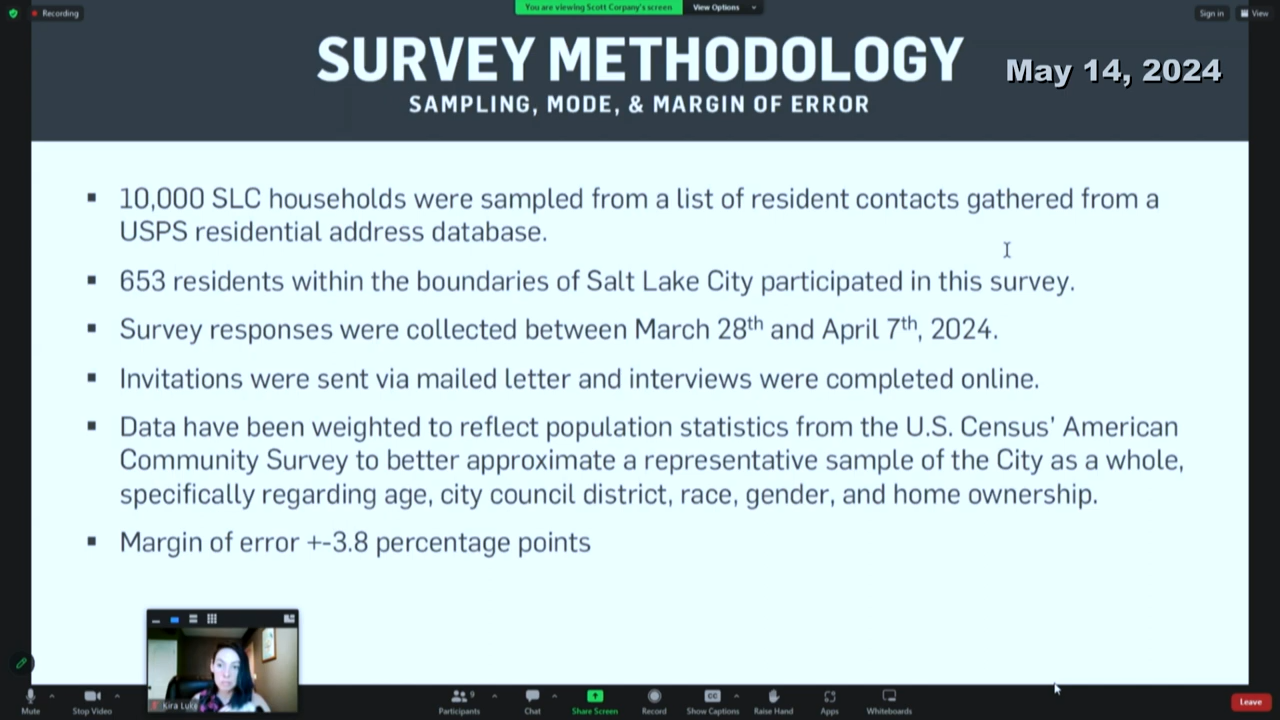 Recording
You are viewing Scott Corpany's screen
View Options
Sign in
View
SURVEY METHODOLOGY
May 14, 2024
SAMPLING, MODE, & MARGIN OF ERROR
▪ 10,000 SLC households were sampled from a list of resident contacts gathered from a
USPS residential address database.
▪ 653 residents within the boundaries of Salt Lake City participated in this survey.
▪ Survey responses were collected between March 28th and April 7th, 2024.
▪ Invitations were sent via mailed letter and interviews were completed online.
▪ Data have been weighted to reflect population statistics from the U.S. Census' American
Community Survey to better approximate a representative sample of the City as a whole,
specifically regarding age, city council district, race, gender, and home ownership.
▪ Margin of error +-3.8 percentage points
Kira Luke
Mute
Stop Video
Participants
9
Chat
Share Screen
Record
CC
Show Captions
Raise Hand
Apps
Whiteboards
Leave